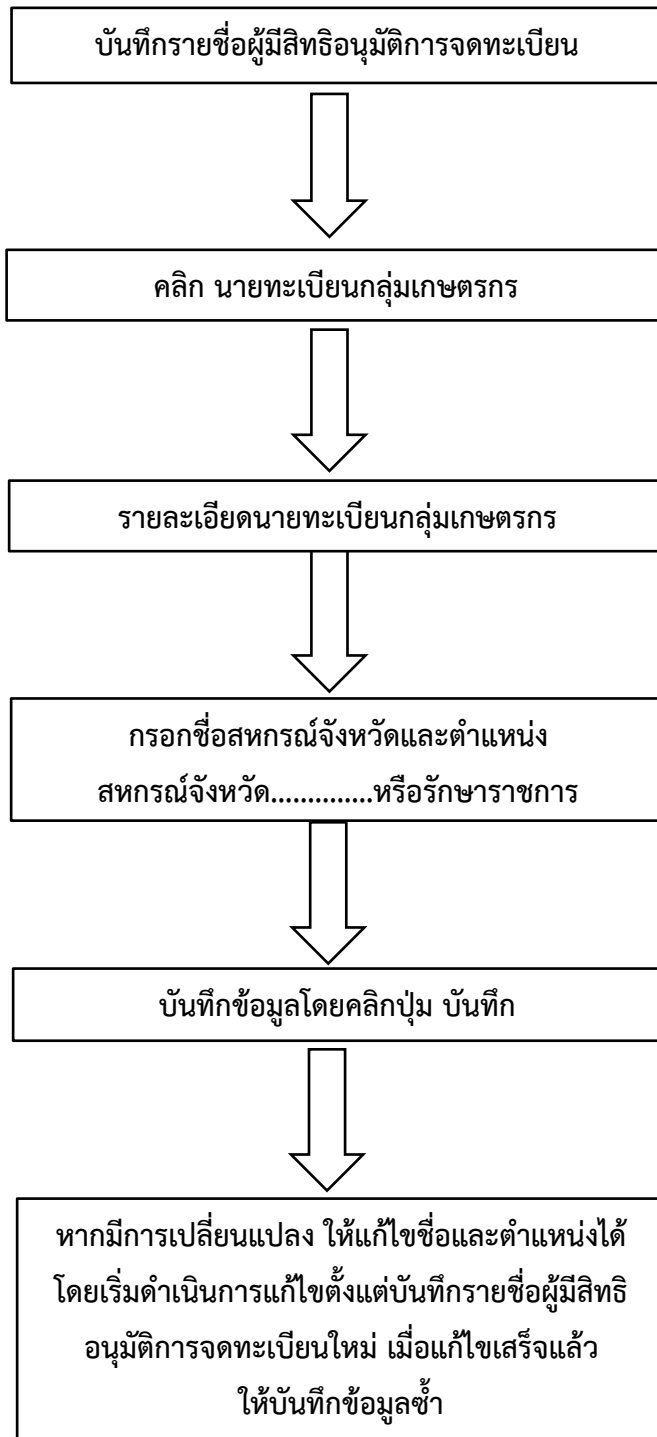 บันทึกรายชื่อผู้มีสิทธิอนุมัติการจดทะเบียน
คลิก นายทะเบียนกลุ่มเกษตรกร
รายละเอียดนายทะเบียนกลุ่มเกษตรกร
กรอกชื่อสหกรณ์จังหวัดและตำแหน่ง
สหกรณ์จังหวัด..............หรือรักษาราชการ
บันทึกข้อมูลโดยคลิกปุ่ม บันทึก
หากมีการเปลี่ยนแปลง ให้แก้ไขชื่อและตำแหน่งได้
โดยเริ่มดำเนินการแก้ไขตั้งแต่บันทึกรายชื่อผู้มีสิทธิ
อนุมัติการจดทะเบียนใหม่ เมื่อแก้ไขเสร็จแล้ว
ให้บันทึกข้อมูลซ้ำ